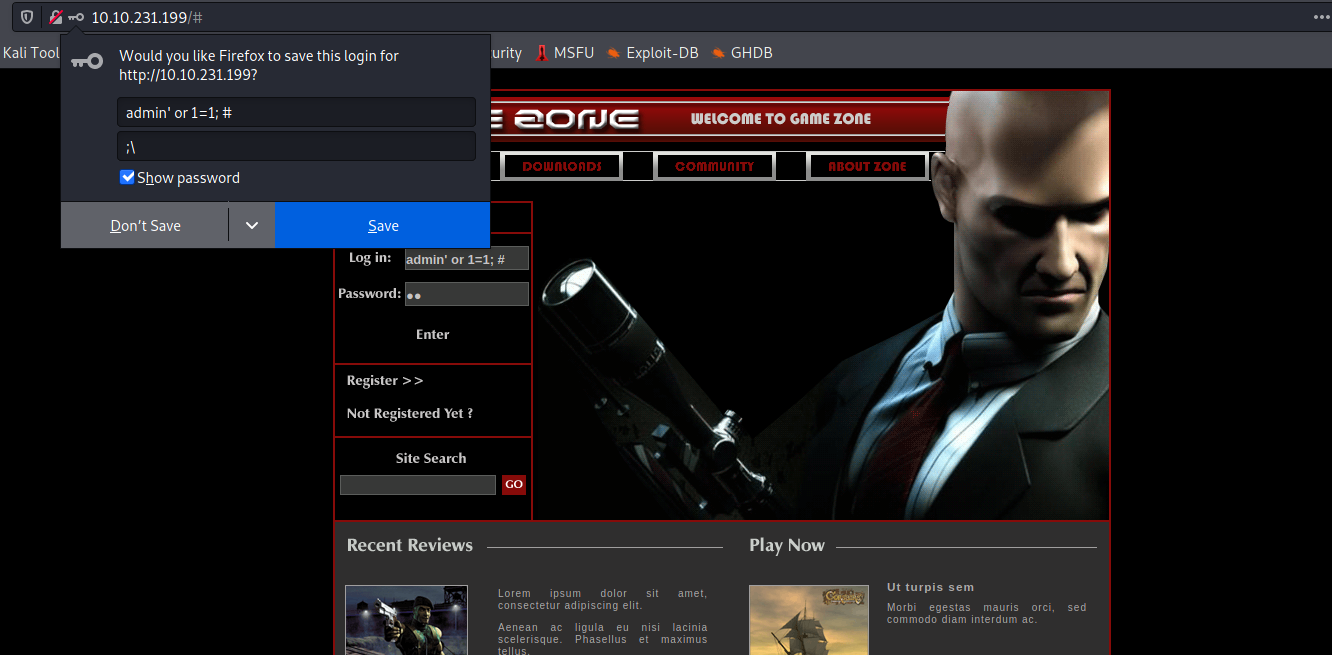 10.10.231.199/#
Kali Tool
urity MSFU Exploit-DB GHDB
Would you like Firefox to save this login for
http://10.10.231.199?
admin' or 1=1; #
;\
Show password
Don't Save
Save
ZONE
WELCOME TO GAME ZONE
DOWNLOADS COMMUNITY ABOUT ZONE
Log in: admin' or 1=1; #
Password: ●●
Enter
Register >>
Not Registered Yet ?
Site Search
GO
Recent Reviews
Lorem ipsum dolor sit amet,
consectetur adipiscing elit.
Aenean ac ligula eu nisi lacinia
scelerisque. Phasellus et maximus
tellus.
Play Now
Ut turpis sem
Morbi egestas mauris orci, sed
commodo diam interdum ac.